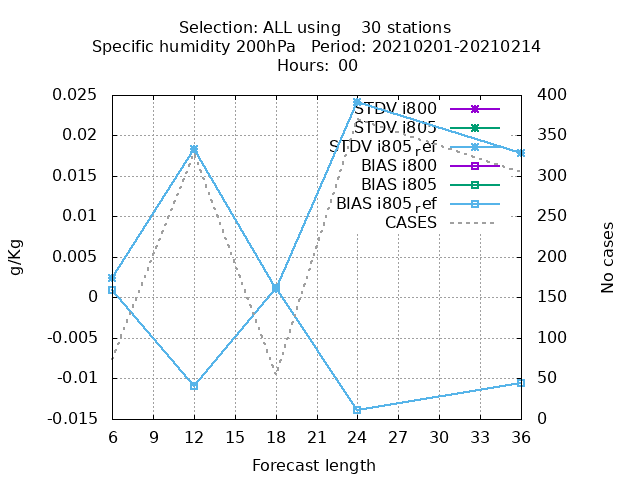 Selection: ALL using    30 stations
Specific humidity 200hPa   Period: 20210201-20210214
Hours: 00
0.025
0.02
0.015
0.01
0.005
0
-0.005
-0.01
-0.015
g/Kg
STDV i800
STDV i805
STDV i805ref
BIAS i800
BIAS i805
BIAS i805ref
CASES
400
350
300
250
200
150
100
50
0
No cases
6 9 12 15 18 21 24 27 30 33 36
Forecast length